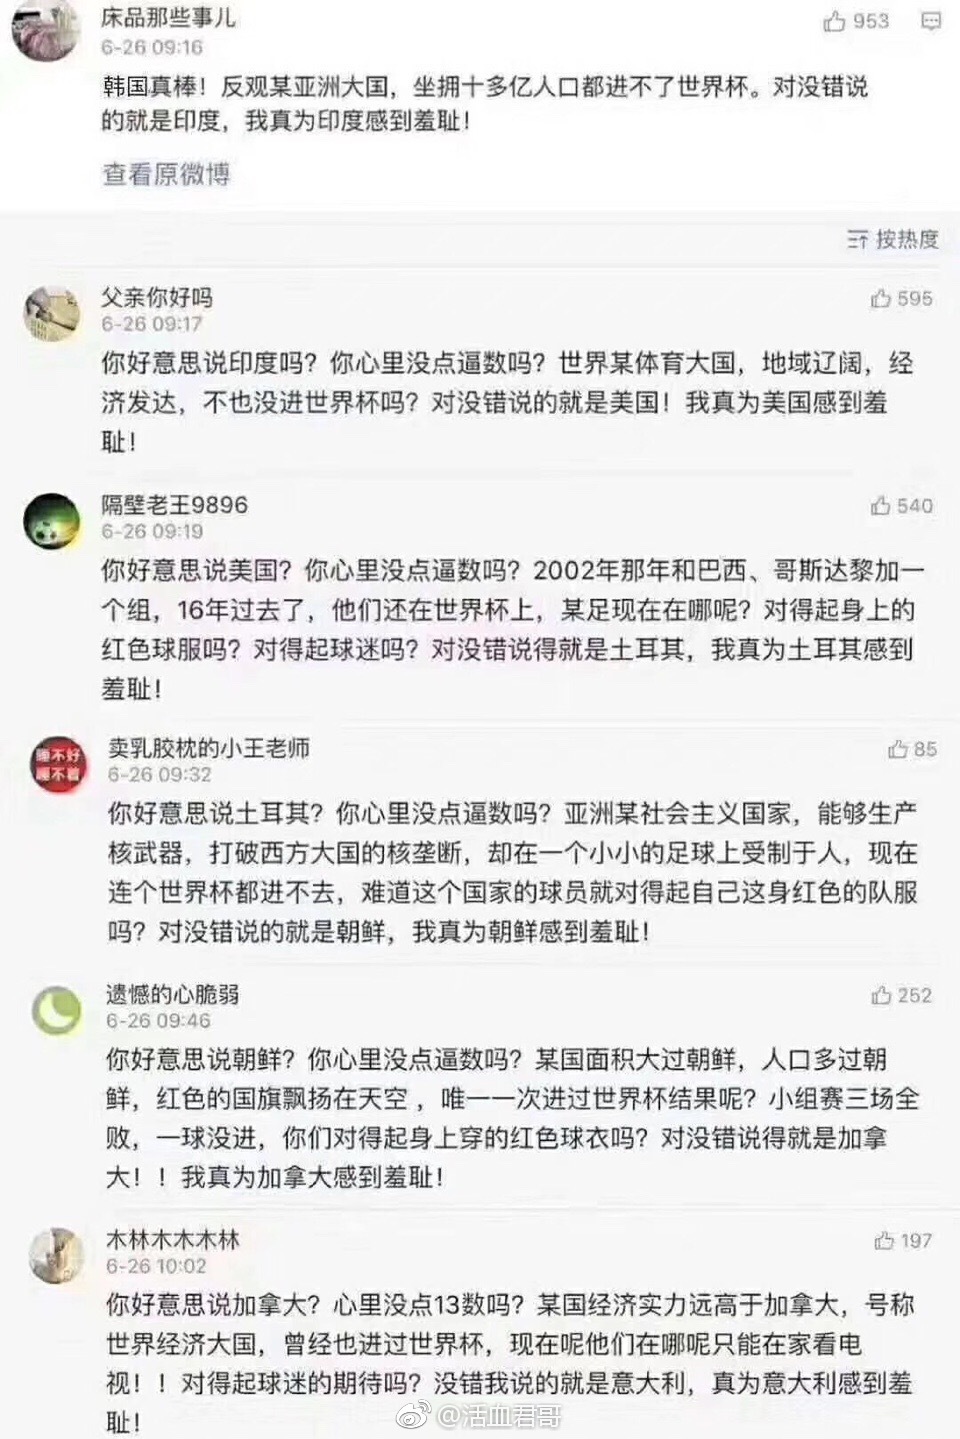 床品那些事儿
953
6-26 09:16
韩国真棒！反观某亚洲大国，坐拥十多亿人口都进不了世界杯。对没错说
的就是印度，我真为印度感到羞耻！
查看原微博
按热度
父亲你好吗
595
6-26 09:17
你好意思说印度吗？你心里没点逼数吗？世界某体育大国，地域辽阔，经
济发达，不也没进世界杯吗？对没错说的就是美国！我真为美国感到羞
耻！
隔壁老王9896
540
6-26 09:19
你好意思说美国？你心里没点逼数吗？2002年那年和巴西、哥斯达黎加一
个组，16年过去了，他们还在世界杯上，某足现在在哪呢？对得起身上的
红色球服吗？对得起球迷吗？对没错说得就是土耳其，我真为土耳其感到
羞耻！
睡不好
睡不着
卖乳胶枕的小王老师
85
6-26 09:32
你好意思说土耳其？你心里没点逼数吗？亚洲某社会主义国家，能够生产
核武器，打破西方大国的核垄断，却在一个小小的足球上受制于人，现在
连个世界杯都进不去，难道这个国家的球员就对得起自己这身红色的队服
吗？对没错说的就是朝鲜，我真为朝鲜感到羞耻！
遗憾的心脆弱
252
6-26 09:46
你好意思说朝鲜？你心里没点逼数吗？某国面积大过朝鲜，人口多过朝
鲜，红色的国旗飘扬在天空，唯一一次进过世界杯结果呢？小组赛三场全
败，一球没进，你们对得起身上穿的红色球衣吗？对没错说得就是加拿
大！！我真为加拿大感到羞耻！
木林木木木林
197
6-26 10:02
你好意思说加拿大？心里没点13数吗？某国经济实力远高于加拿大，号称
世界经济大国，曾经也进过世界杯，现在呢他们在哪呢只能在家看电
视！！对得起球迷的期待吗？没错我说的就是意大利，真为意大利感到羞
耻！
@活血君哥